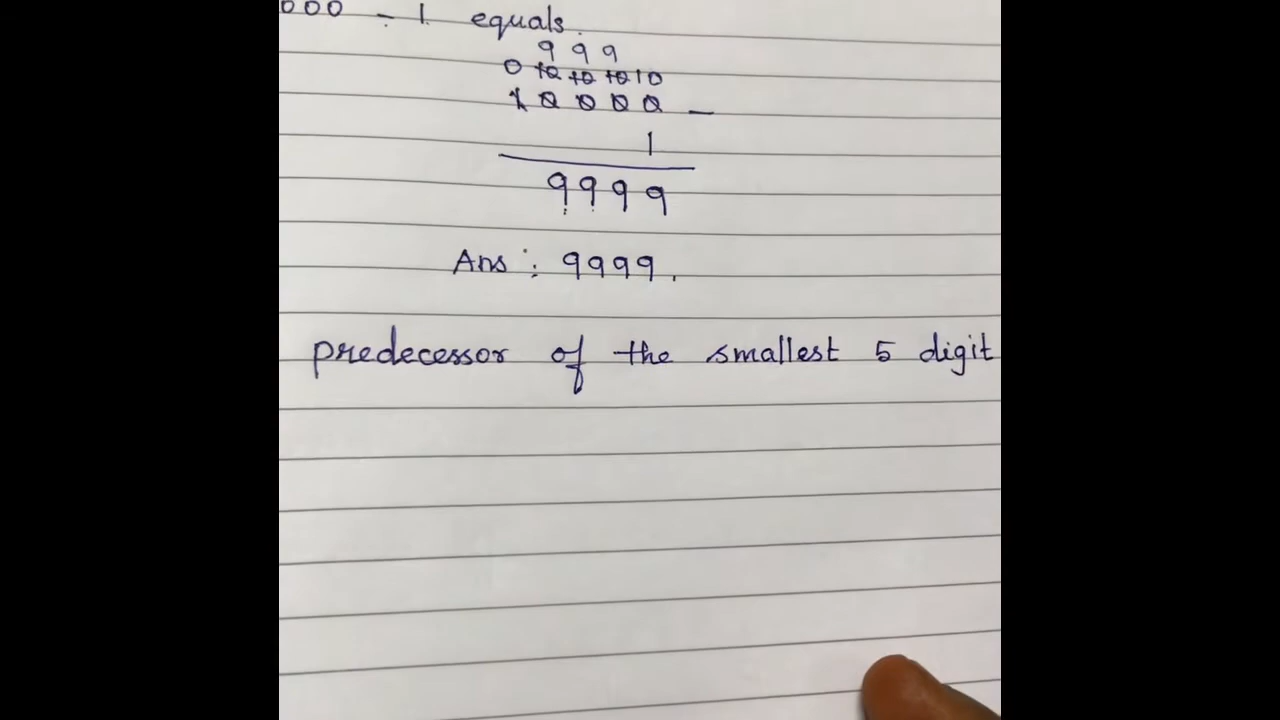 000 - 1 equals.
9 9 9
0 10 10 10 10
1 0 0 0 0 -
1
9 9 9 9
Ans : 9999.
predecessor of the smallest 5 digit